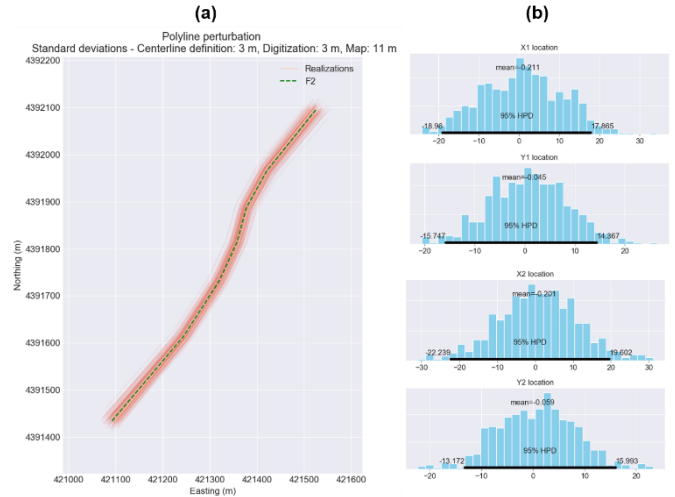 (a)
Polyline perturbation
Standard deviations - Centerline definition: 3 m, Digitization: 3 m, Map: 11 m
Realizations
F2
4392200
4392100
4392000
4391900
4391800
4391700
4391600
4391500
4391400
Northing (m)
421000 421100 421200 421300 421400 421500 421600
Easting (m)
(b)
X1 location
mean=-0.211
95% HPD
-18.96 17.865
-20 -10 0 10 20 30
Y1 location
mean=-0.045
95% HPD
-15.747 14.367
-20 -10 0 10 20
X2 location
mean=-0.201
95% HPD
-22.239 19.602
-30 -20 -10 0 10 20 30
Y2 location
mean=-0.059
95% HPD
-13.172 15.993
-20 -10 0 10 20